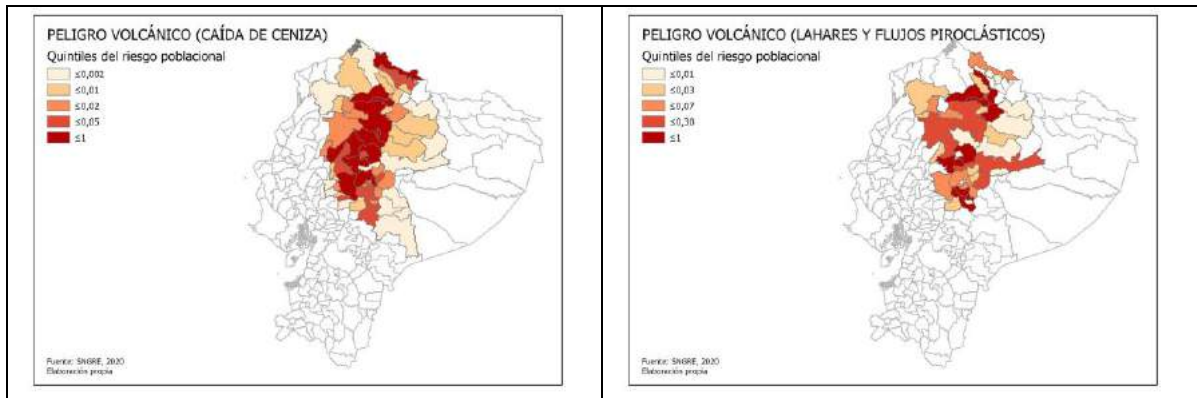 PELIGRO VOLCÁNICO (CAÍDA DE CENIZA)
Quintiles del riesgo poblacional
≤0,002
≤0,01
≤0,02
≤0,05
≤1
Fuente: SNGRE, 2020
Elaboración propia
PELIGRO VOLCÁNICO (LAHARES Y FLUJOS PIROCLÁSTICOS)
Quintiles del riesgo poblacional
≤0,01
≤0,03
≤0,07
≤0,30
≤1
Fuente: SNGRE, 2020
Elaboración propia